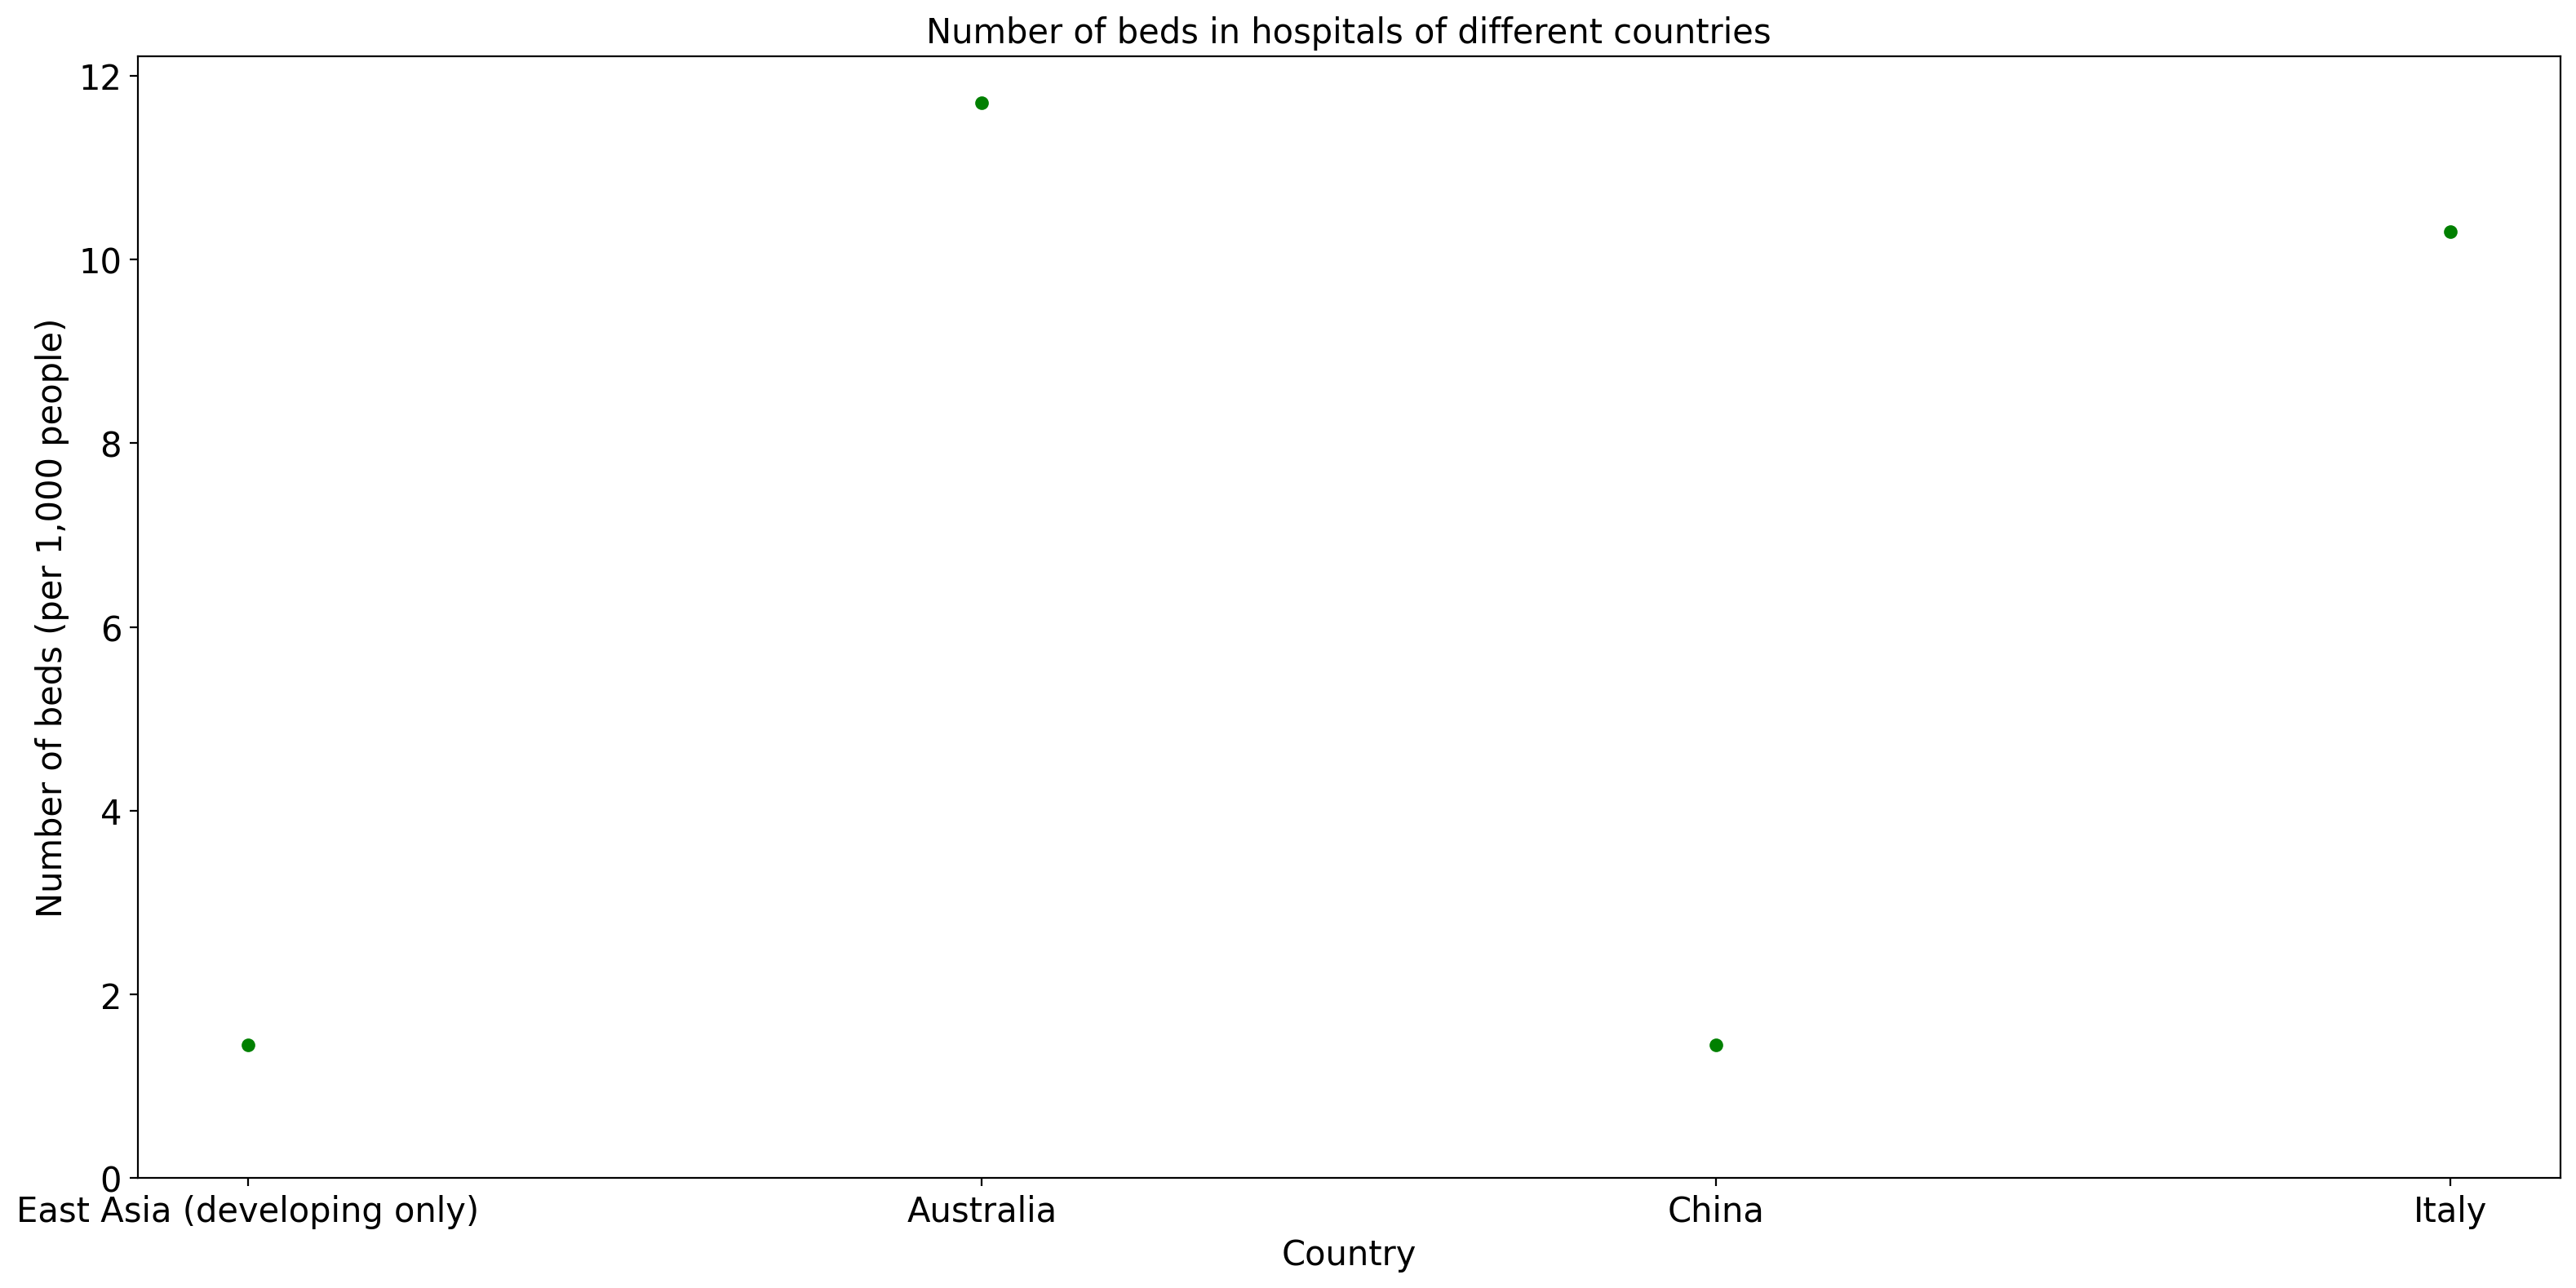 Number of beds in hospitals of different countries
Number of beds (per 1,000 people)
12
10
8
6
4
2
0
East Asia (developing only)
Australia
China
Italy
Country